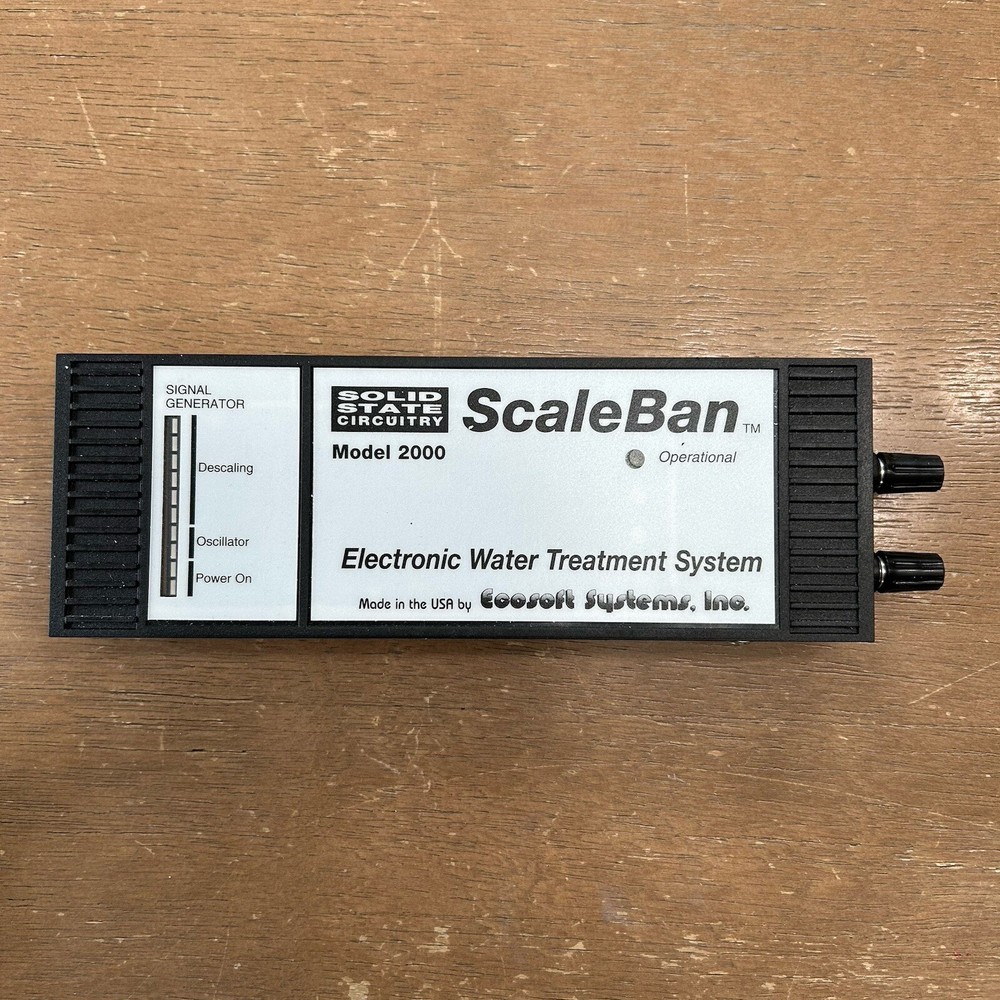 SIGNAL
GENERATOR
Descaling
Oscillator
Power On
SOLID
STATE
CIRCUITRY
ScaleBan TM
Model 2000
Operational
Electronic Water Treatment System
Made in the USA by Ecosoft Systems, Inc.